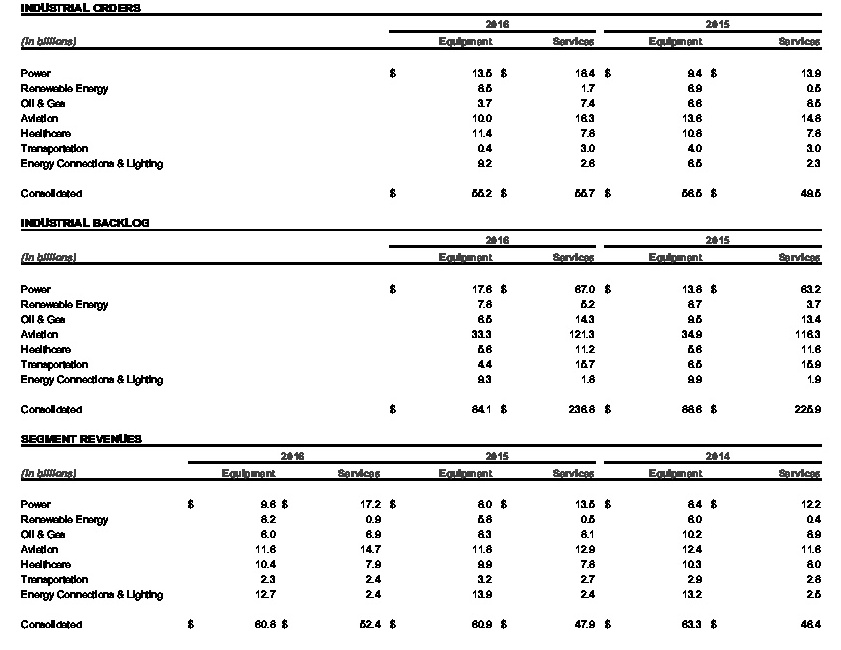 INDUSTRIAL ORDERS
2016 2015
(In billions) Equipment Services Equipment Services
Power $ 13.5 $ 18.4 $ 9.4 $ 13.9
Renewable Energy 8.5 1.7 6.9 0.5
Oil & Gas 3.7 7.4 6.6 8.5
Aviation 10.0 16.3 13.6 14.8
Healthcare 11.4 7.8 10.8 7.8
Transportation 0.4 3.0 4.0 3.0
Energy Connections & Lighting 9.2 2.6 6.5 2.3
Consolidated $ 55.2 $ 55.7 $ 56.5 $ 49.5
INDUSTRIAL BACKLOG
2016 2015
(In billions) Equipment Services Equipment Services
Power $ 17.6 $ 67.0 $ 13.8 $ 63.2
Renewable Energy 7.8 5.2 8.7 3.7
Oil & Gas 6.5 14.3 9.5 13.4
Aviation 33.3 121.3 34.9 116.3
Healthcare 5.6 11.2 5.6 11.6
Transportation 4.4 15.7 6.5 15.9
Energy Connections & Lighting 9.3 1.8 9.9 1.9
Consolidated $ 84.1 $ 236.8 $ 88.6 $ 225.9
SEGMENT REVENUES
2016 2015 2014
(In billions) Equipment Services Equipment Services Equipment Services
Power $ 9.6 $ 17.2 $ 8.0 $ 13.5 $ 8.4 $ 12.2
Renewable Energy 8.2 0.9 5.8 0.5 6.0 0.4
Oil & Gas 6.0 6.9 8.3 8.1 10.2 8.9
Aviation 11.6 14.7 11.8 12.9 12.4 11.6
Healthcare 10.4 7.9 9.9 7.8 10.3 8.0
Transportation 2.3 2.4 3.2 2.7 2.9 2.8
Energy Connections & Lighting 12.7 2.4 13.9 2.4 13.2 2.5
Consolidated $ 60.8 $ 52.4 $ 60.9 $ 47.9 $ 63.3 $ 46.4